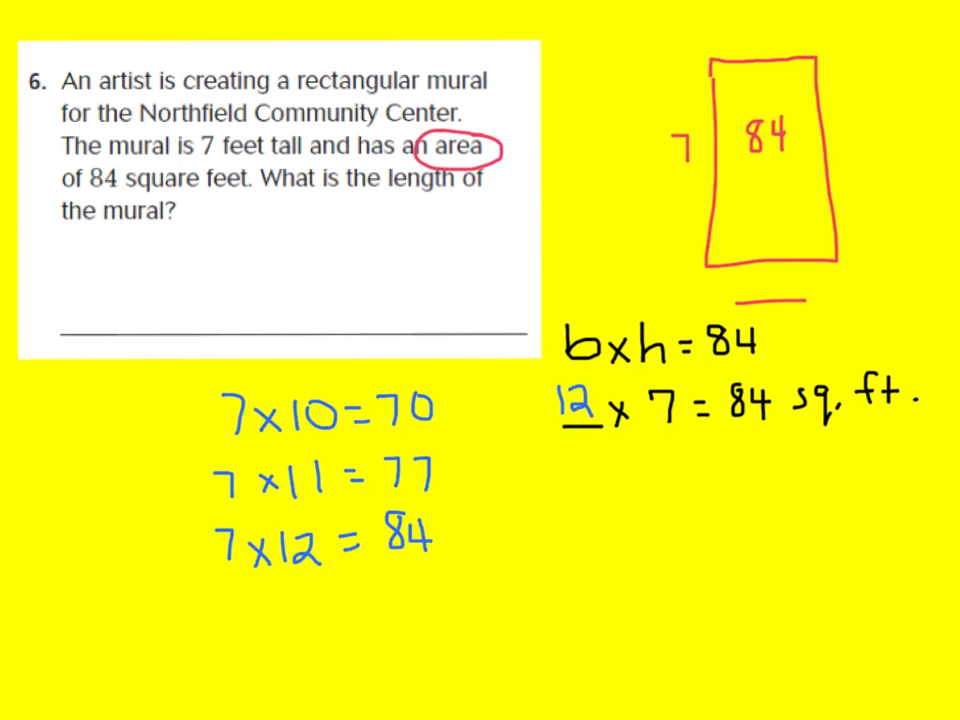 6. An artist is creating a rectangular mural
for the Northfield Community Center.
The mural is 7 feet tall and has an area
of 84 square feet. What is the length of
the mural?
7
84
b x h = 84
12 x 7 = 84 sq. ft.
7 x 10 = 70
7 x 11 = 77
7 x 12 = 84